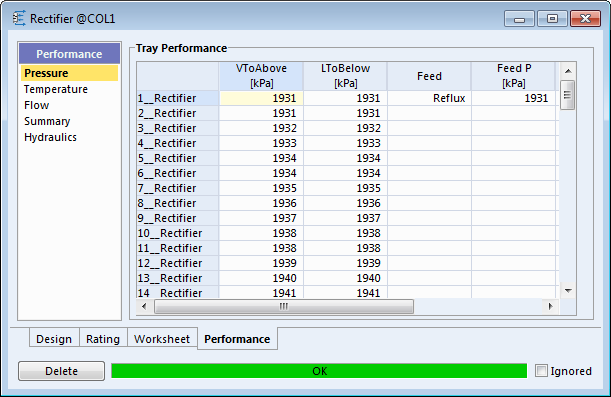 Rectifier @COL1
Performance
Pressure
Temperature
Flow
Summary
Hydraulics
Tray Performance
VToAbove [kPa] LToBelow [kPa] Feed Feed P [kPa]
1__Rectifier 1931 1931 Reflux 1931
2__Rectifier 1931 1931
3__Rectifier 1932 1932
4__Rectifier 1933 1933
5__Rectifier 1934 1934
6__Rectifier 1934 1934
7__Rectifier 1935 1935
8__Rectifier 1936 1936
9__Rectifier 1937 1937
10__Rectifier 1938 1938
11__Rectifier 1938 1938
12__Rectifier 1939 1939
13__Rectifier 1940 1940
14__Rectifier 1941 1941
Design Rating Worksheet Performance
Delete OK Ignored